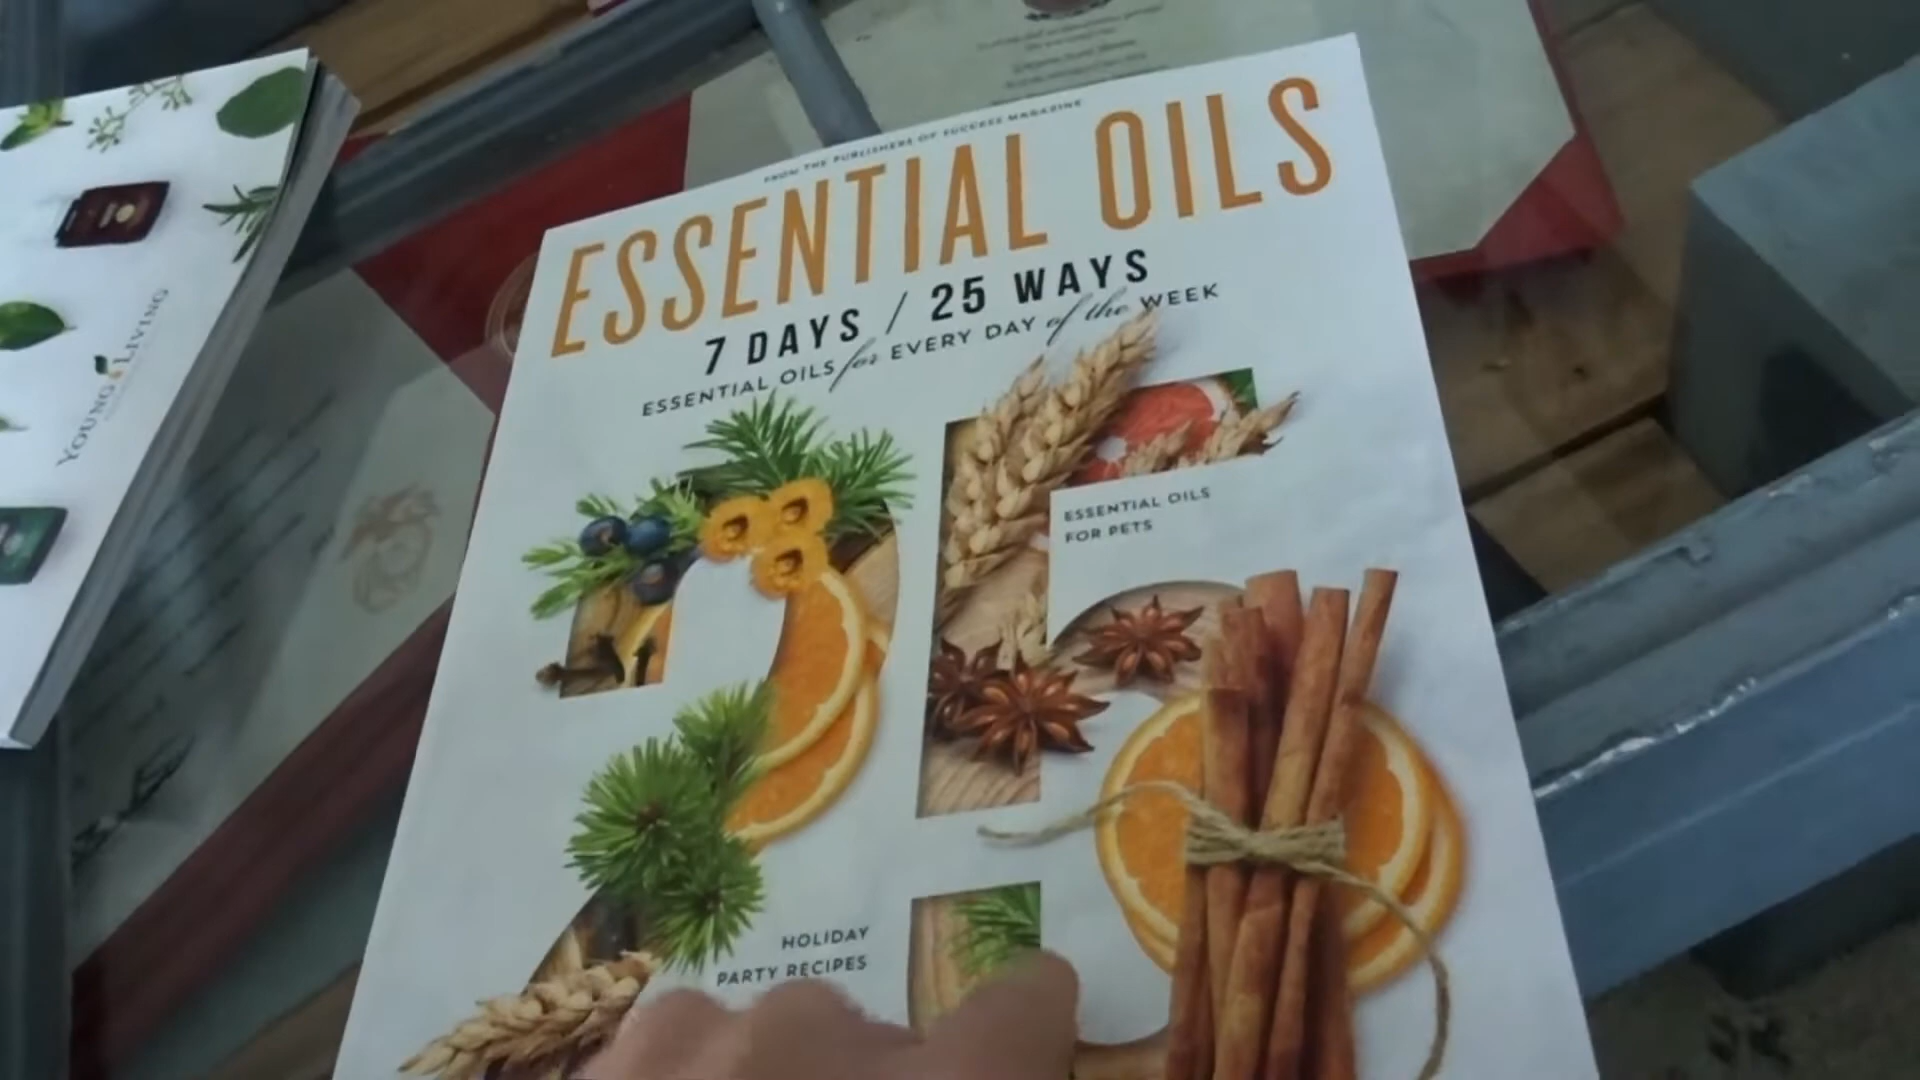 FROM THE PUBLISHERS OF SUCCESS MAGAZINE
ESSENTIAL OILS
7 DAYS / 25 WAYS
ESSENTIAL OILS for EVERY DAY of the WEEK
ESSENTIAL OILS
FOR PETS
HOLIDAY
PARTY RECIPES
YOUNG LIVING